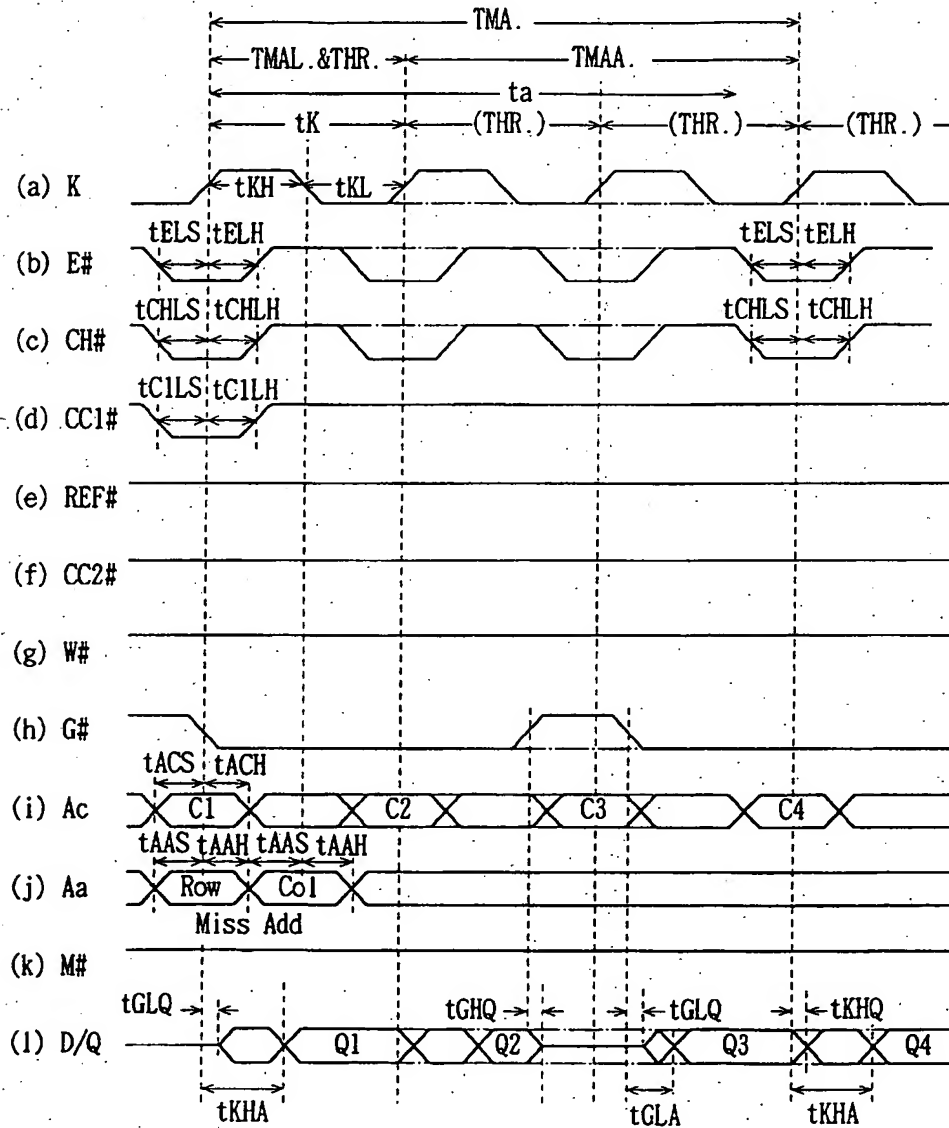 TMA.
TMAL.&THR. TMAA.
ta
tK (THR.) (THR.) (THR.)
(a) K tKH tKL
tELS tELH tELS tELH
(b) E#
tCHLS tCHLH tCHLS tCHLH
(c) CH#
tC1LS tC1LH
(d) CC1#
(e) REF#
(f) CC2#
(g) W#
(h) G#
tACS tACH
(i) Ac C1 C2 C3 C4
tAAS tAAH tAAS tAAH
(j) Aa Row Col
Miss Add
(k) M#
tGLQ tGHQ tGLQ tKHQ
(l) D/Q Q1 Q2 Q3 Q4
tKHA tGLA tKHA